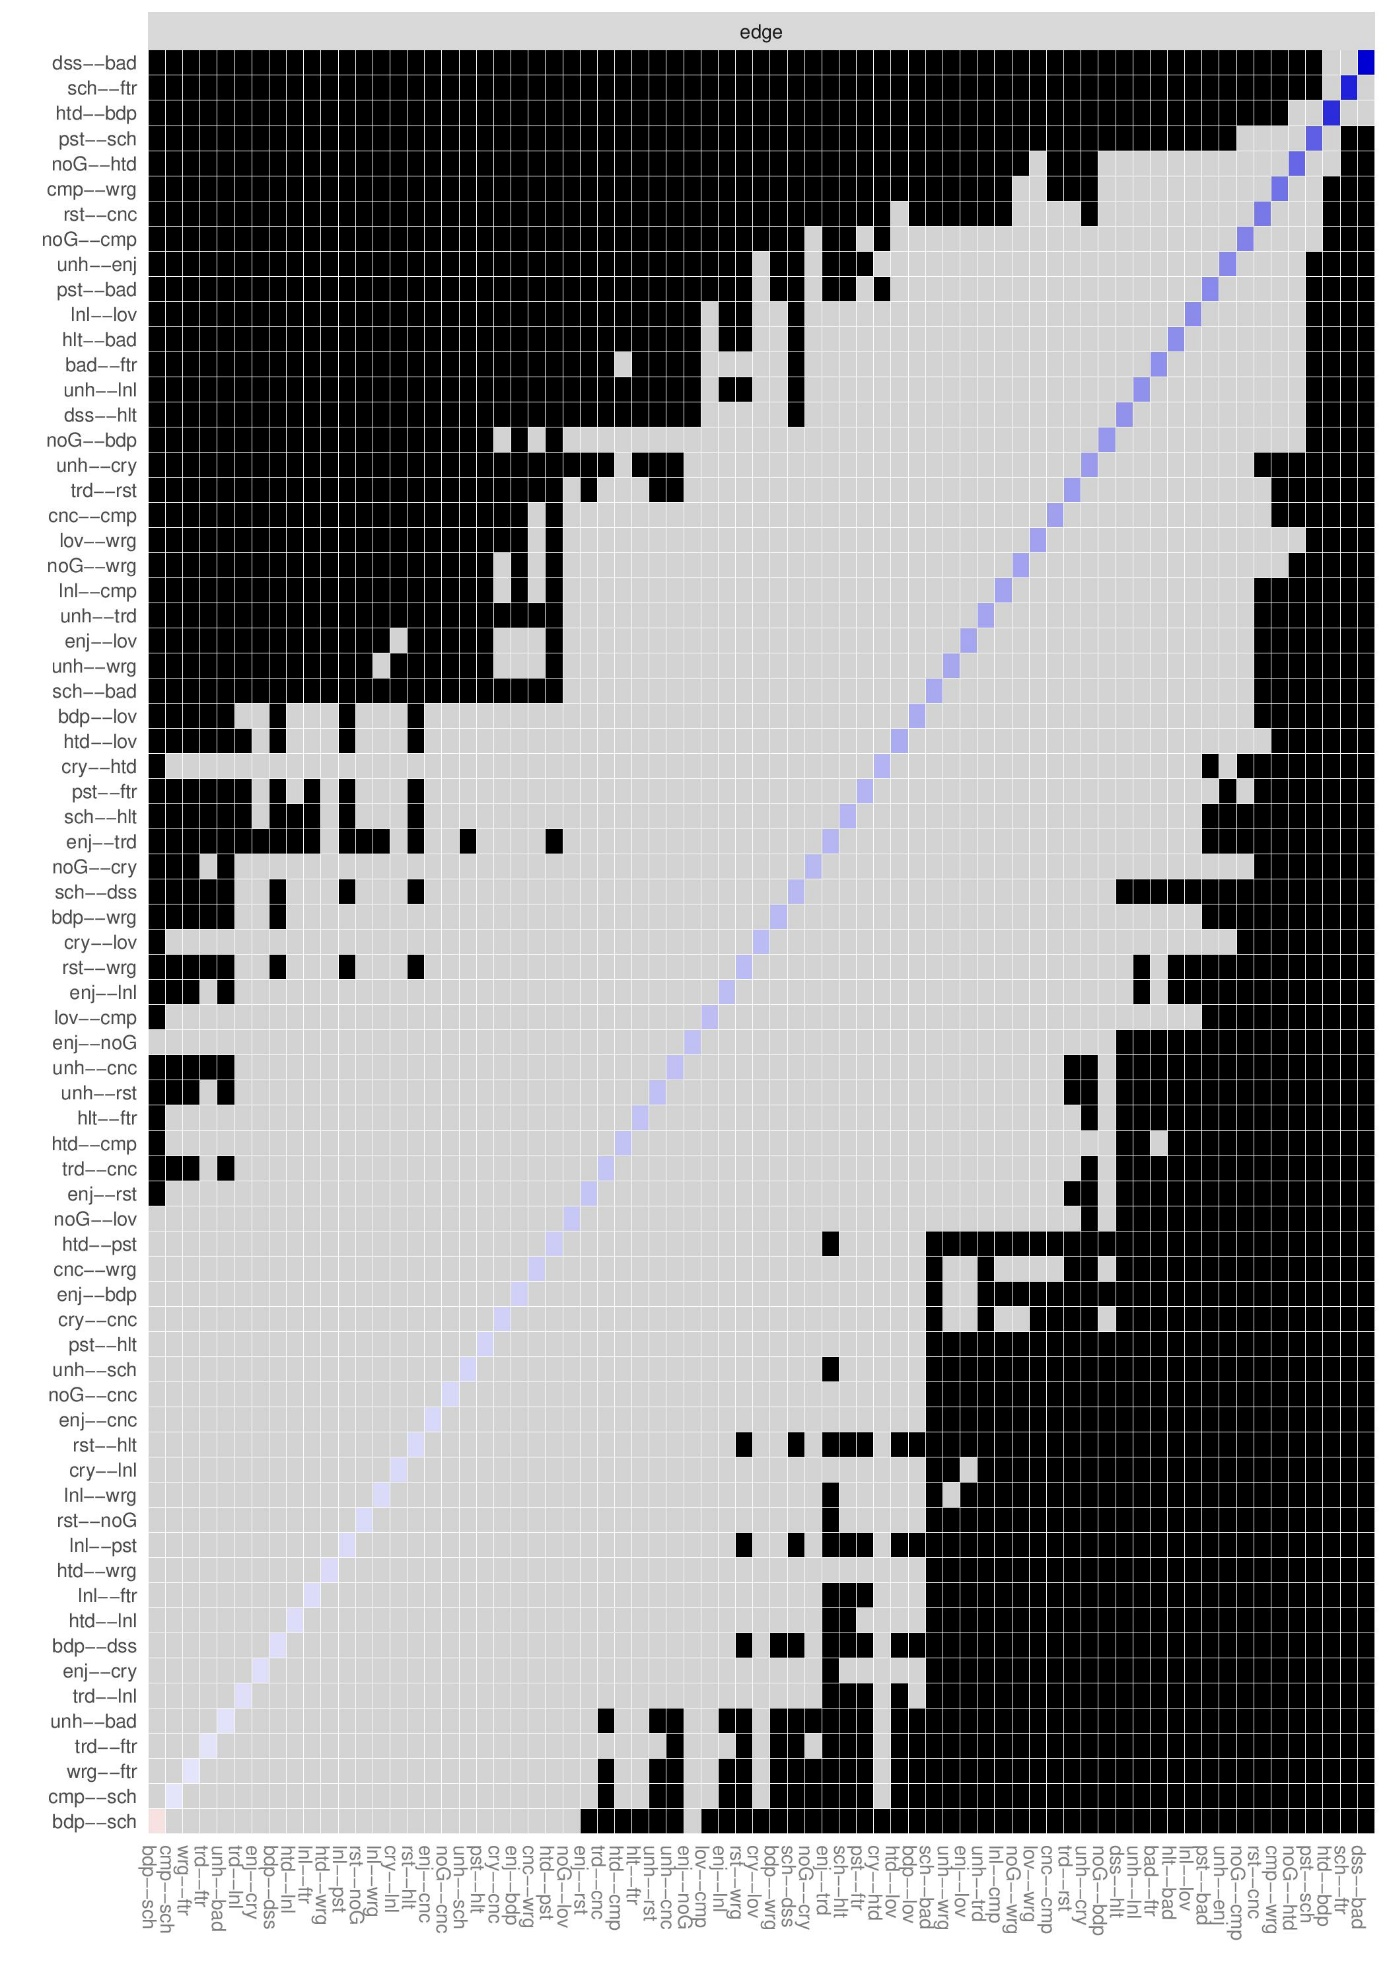 edge
dss--bad
sch--ftr
htd--bdp
pst--sch
noG--htd
cmp--wrg
rst--cnc
noG--cmp
unh--enj
pst--bad
lnl--lov
hlt--bad
bad--ftr
unh--lnl
dss--hlt
noG--bdp
unh--cry
trd--rst
cnc--cmp
lov--wrg
noG--wrg
lnl--cmp
unh--trd
enj--lov
unh--wrg
sch--bad
bdp--lov
htd--lov
cry--htd
pst--ftr
sch--hlt
enj--trd
noG--cry
sch--dss
bdp--wrg
cry--lov
rst--wrg
enj--lnl
lov--cmp
enj--noG
unh--cnc
unh--rst
hlt--ftr
htd--cmp
trd--cnc
enj--rst
noG--lov
htd--pst
cnc--wrg
enj--bdp
cry--cnc
pst--hlt
unh--sch
noG--cnc
enj--cnc
rst--hlt
cry--lnl
lnl--wrg
rst--noG
lnl--pst
htd--wrg
lnl--ftr
htd--lnl
bdp--dss
enj--cry
trd--lnl
unh--bad
trd--ftr
wrg--ftr
cmp--sch
bdp--sch
bdp--sch
cmp--sch
wrg--ftr
trd--ftr
unh--bad
trd--lnl
enj--cry
bdp--dss
htd--lnl
lnl--ftr
htd--wrg
lnl--pst
rst--noG
lnl--wrg
cry--lnl
rst--hlt
enj--cnc
noG--cnc
unh--sch
pst--hlt
cry--cnc
enj--bdp
cnc--wrg
htd--pst
noG--lov
enj--rst
trd--cnc
htd--cmp
hlt--ftr
unh--rst
unh--cnc
enj--noG
lov--cmp
enj--lnl
rst--wrg
cry--lov
bdp--wrg
sch--dss
noG--cry
enj--trd
sch--hlt
pst--ftr
cry--htd
htd--lov
bdp--lov
sch--bad
unh--wrg
enj--lov
unh--trd
lnl--cmp
noG--wrg
lov--wrg
cnc--cmp
trd--rst
unh--cry
noG--bdp
dss--hlt
unh--lnl
bad--ftr
hlt--bad
lnl--lov
pst--bad
unh--enj
noG--cmp
rst--cnc
cmp--wrg
noG--htd
pst--sch
htd--bdp
sch--ftr
dss--bad